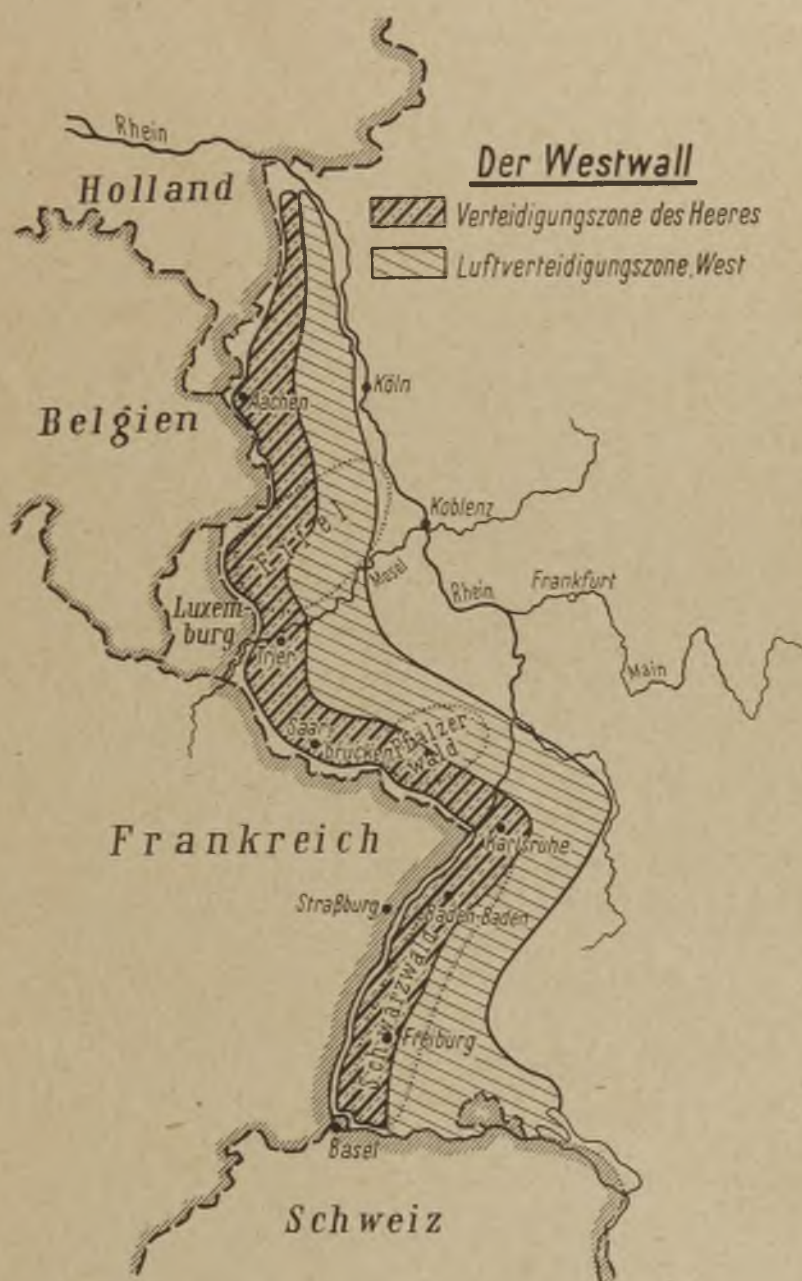 Rhein
Der Westwall
Holland
Verteidigungszone des Heeres
Luftverteidigungszone West
Köln
Aachen
Belgien
Eifel
Koblenz
Mosel
Rhein
Frankfurt
Luxem-
burg
Trier
Main
Saar-
brücken
Pfälzer
wald
Frankreich
Karlsruhe
Straßburg
Baden-Baden
Schwarzwald
Freiburg
Basel
Schweiz